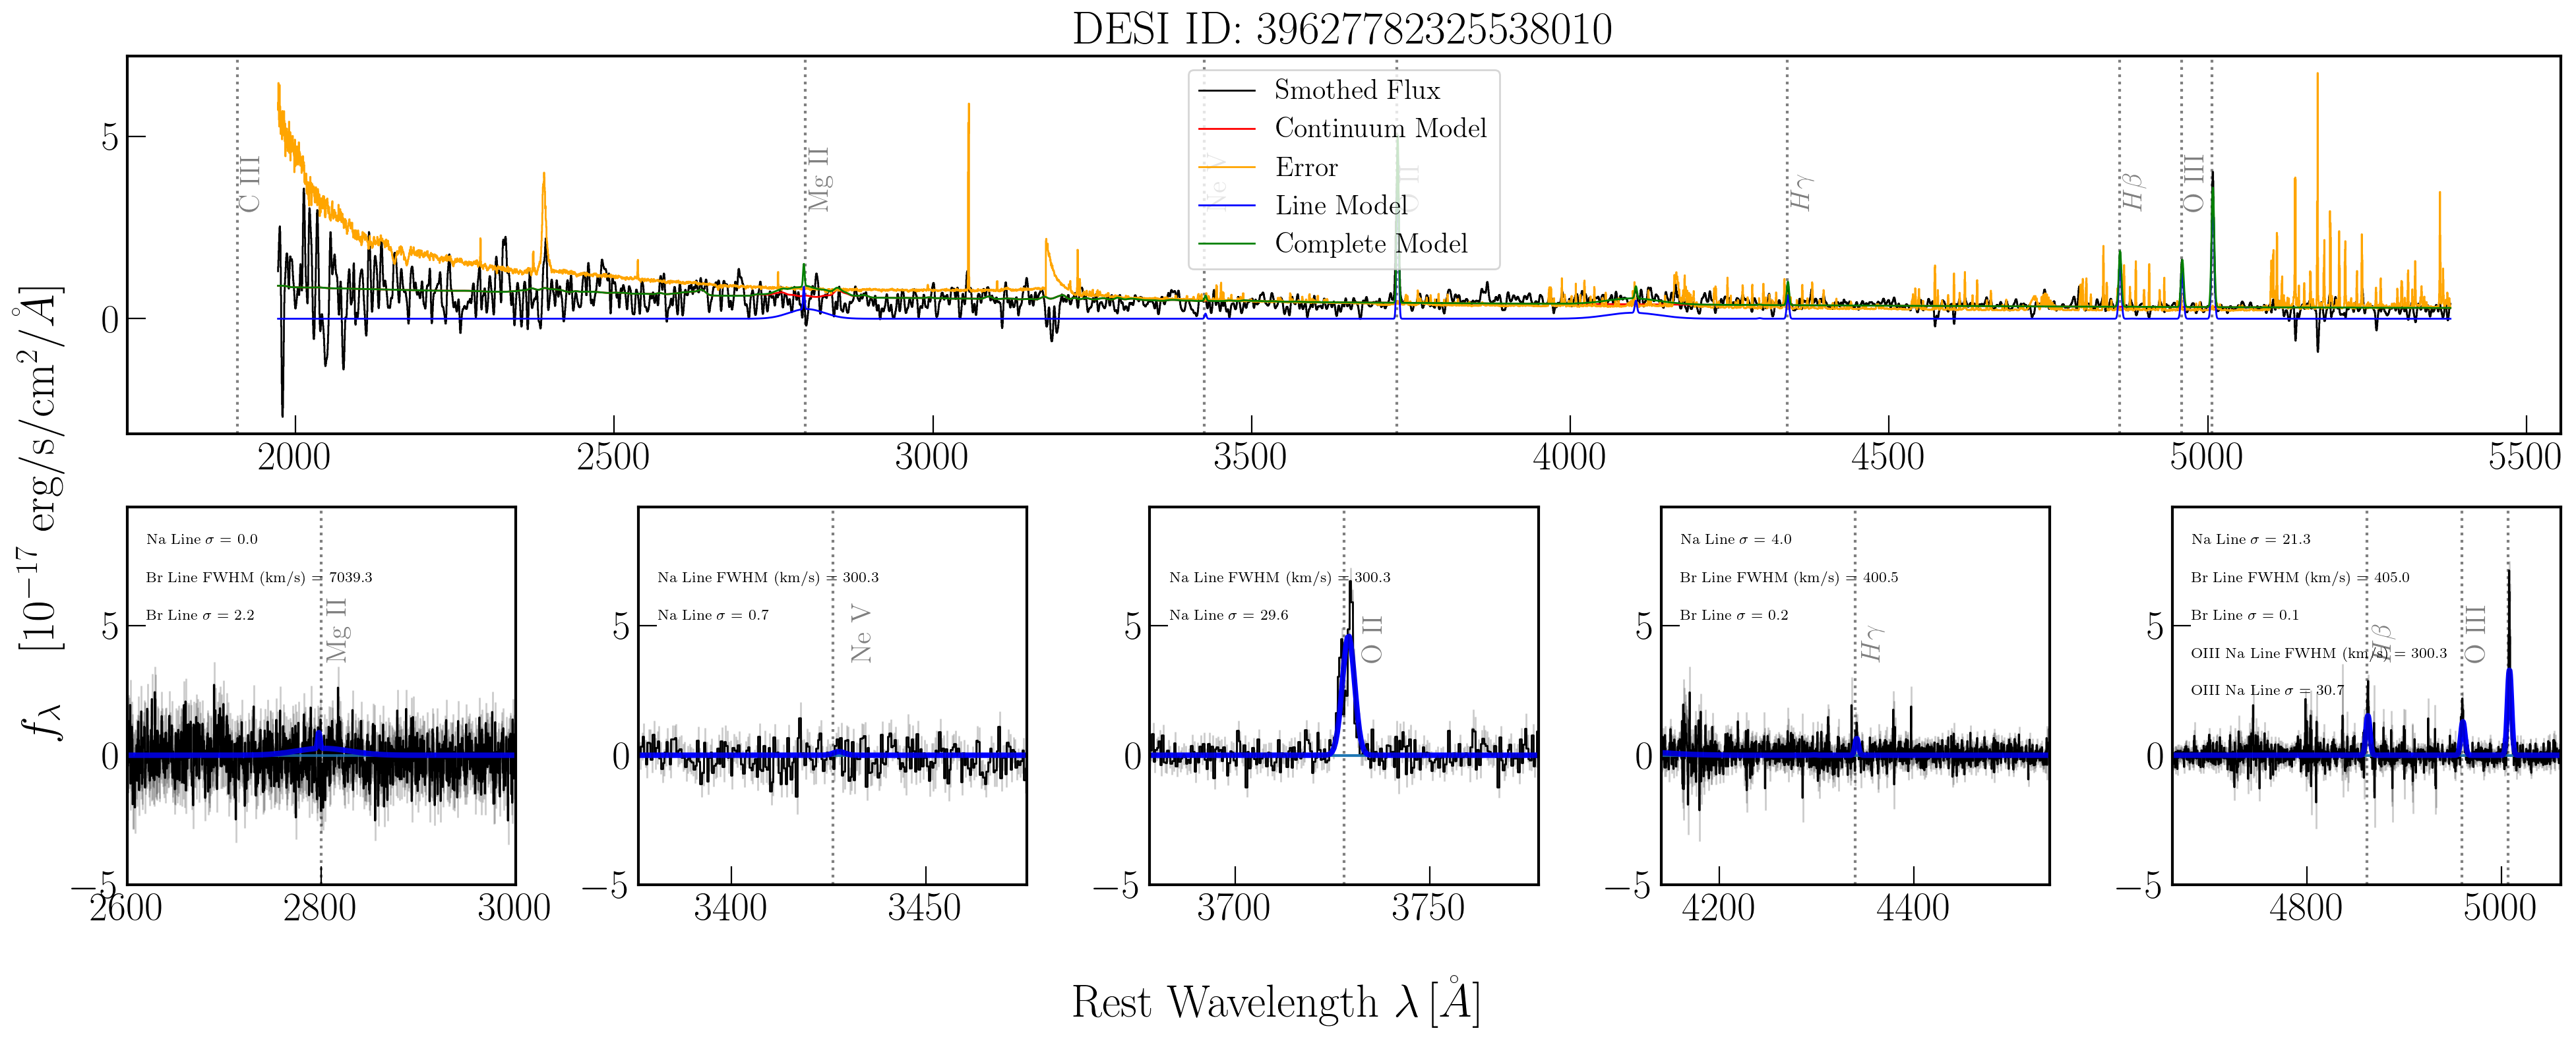 DESI ID: 39627782325538010
Smothed Flux
Continuum Model
Error
Line Model
Complete Model
C III
Mg II
Ne V
O II
Hγ
Hβ
O III
5
0
2000 2500 3000 3500 4000 4500 5000 5500
f_λ [10^{-17} erg/s/cm^2/Å]
Na Line σ = 0.0
Br Line FWHM (km/s) = 7039.3
Br Line σ = 2.2
Mg II
5
0
−5
2600 2800 3000
Na Line FWHM (km/s) = 300.3
Na Line σ = 0.7
Ne V
5
0
−5
3400 3450
Na Line FWHM (km/s) = 300.3
Na Line σ = 29.6
O II
5
0
−5
3700 3750
Na Line σ = 4.0
Br Line FWHM (km/s) = 400.5
Br Line σ = 0.2
Hγ
5
0
−5
4200 4400
Na Line σ = 21.3
Br Line FWHM (km/s) = 405.0
Br Line σ = 0.1
OIII Na Line FWHM (km/s) = 300.3
OIII Na Line σ = 30.7
Hβ
O III
5
0
−5
4800 5000
Rest Wavelength λ [Å]